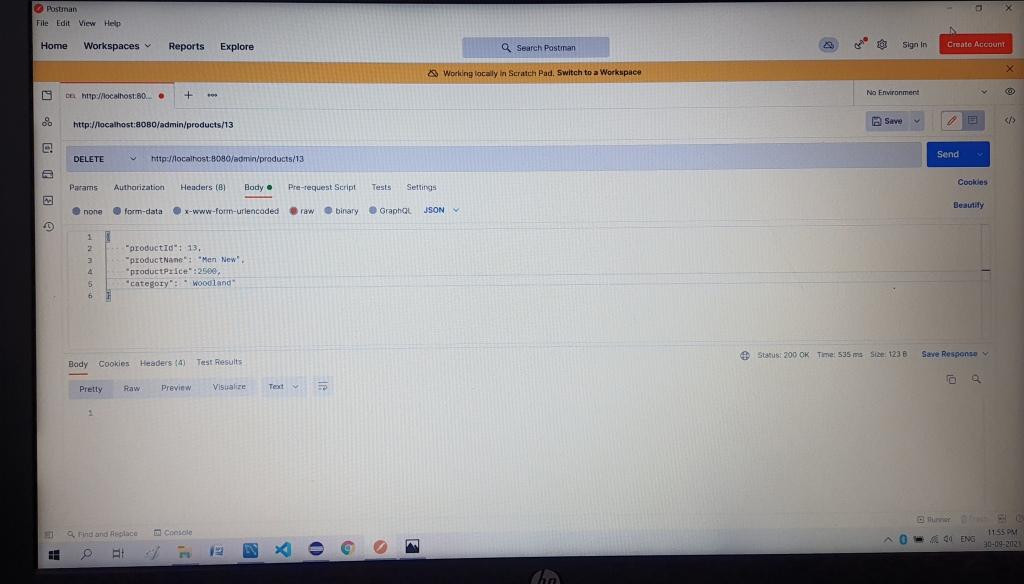 Postman
File Edit View Help
Home Workspaces Reports Explore Search Postman Sign In Create Account
Working locally in Scratch Pad. Switch to a Workspace
DEL http://localhost:80... + ooo No Environment
http://localhost:8080/admin/products/13 Save </>
DELETE http://localhost:8080/admin/products/13 Send
Params Authorization Headers (8) Body Pre-request Script Tests Settings Cookies
none form-data x-www-form-urlencoded raw binary GraphQL JSON Beautify
1 {
2 "productId": 13,
3 "productName": "Men New",
4 "productPrice":2500,
5 "category": " Woodland"
6 }
Body Cookies Headers (4) Test Results Status: 200 OK Time: 535 ms Size: 123 B Save Response
Pretty Raw Preview Visualize Text
1
Find and Replace Console Runner Trash
ENG 11:55 PM
30-09-2021
hp